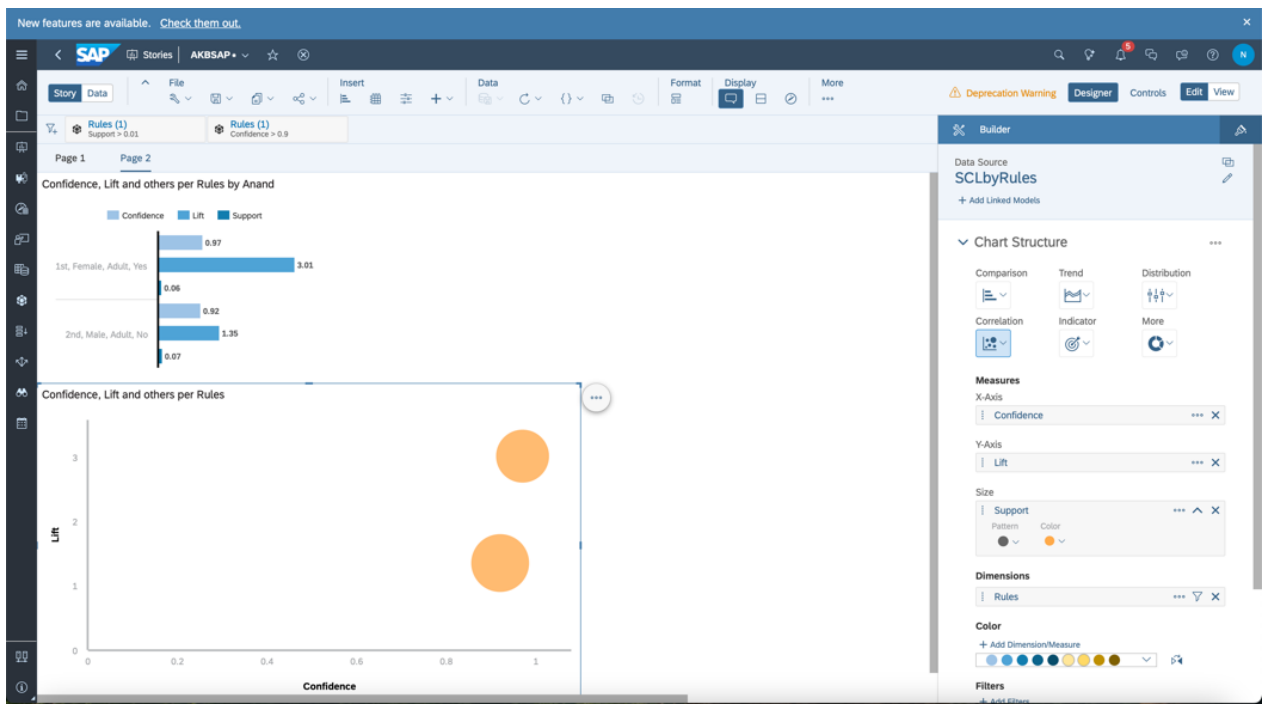 New features are available. Check them out.
SAP Stories AKBSAP
5
N
Story Data
File
Insert
Data
Format
Display
More
Deprecation Warning
Designer
Controls
Edit View
Rules (1)
Support > 0.01
Rules (1)
Confidence > 0.9
Builder
Page 1
Page 2
Data Source
SCLbyRules
+ Add Linked Models
Confidence, Lift and others per Rules by Anand
Confidence Lift Support
0.97
1st, Female, Adult, Yes
3.01
0.06
0.92
2nd, Male, Adult, No
1.35
0.07
Chart Structure
Comparison Trend Distribution
Correlation Indicator More
Measures
X-Axis
Confidence
Y-Axis
Lift
Size
Support
Pattern Color
Dimensions
Rules
Color
+ Add Dimension/Measure
Filters
+ Add Filters
Confidence, Lift and others per Rules
3
2
1
0
Lift
0 0.2 0.4 0.6 0.8 1
Confidence